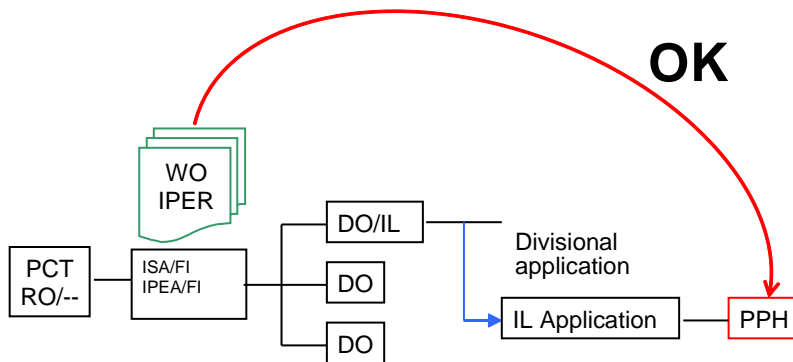 OK
WO
IPER
PCT
RO/--
ISA/FI
IPEA/FI
DO/IL
DO
DO
Divisional
application
IL Application
PPH